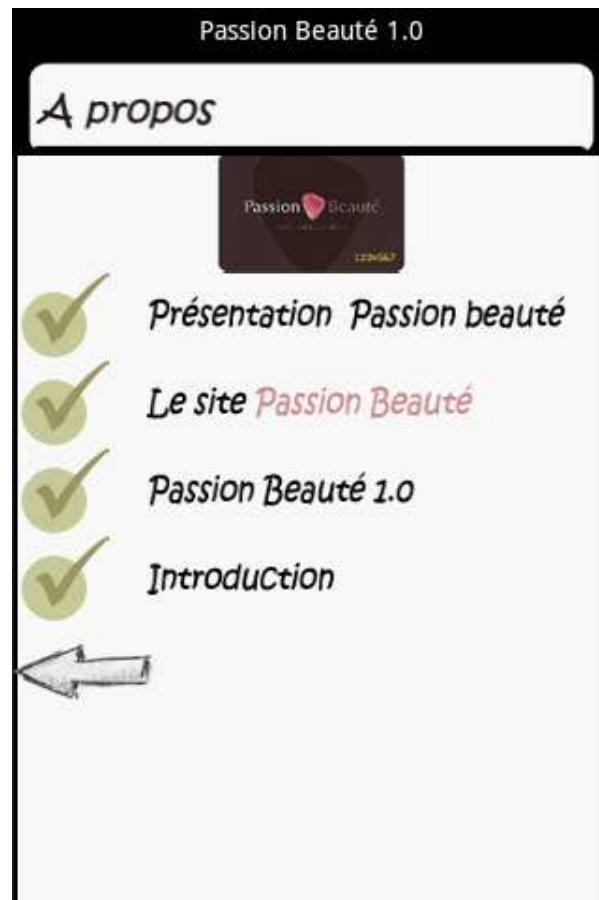 Passion Beauté 1.0
A propos
Passion Beauté
1234567
Présentation Passion beauté
Le site Passion Beauté
Passion Beauté 1.0
Introduction